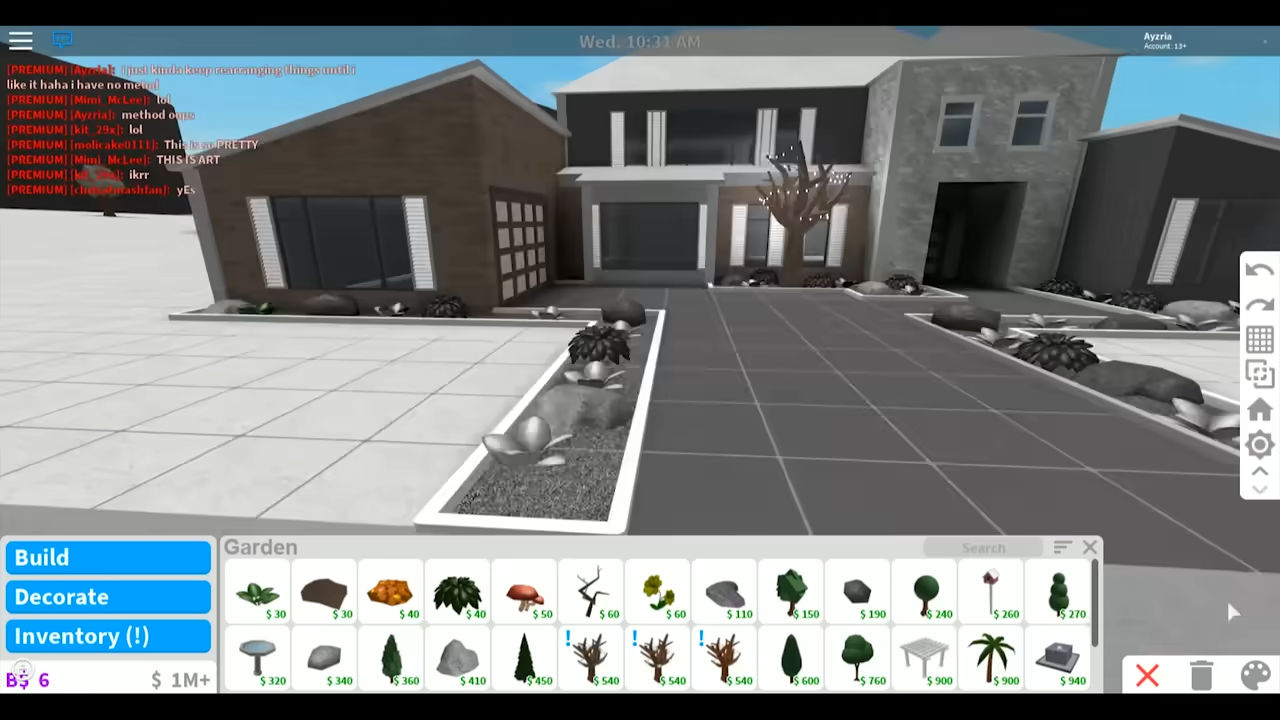 Wed. 10:31 AM
Ayzria
Account: 13+
[PREMIUM] [Ayzria]: i just kinda keep rearranging things until i
like it haha i have no metod
[PREMIUM] [Mimi_McLee]: lol
[PREMIUM] [Ayzria]: method oops
[PREMIUM] [kit_29x]: lol
[PREMIUM] [molicake0111]: This is so PRETTY
[PREMIUM] [Mimi_McLee]: THIS IS ART
[PREMIUM] ikrr
[PREMIUM] yEs
Build
Decorate
Inventory (!)
B$ 6
$ 1M+
Garden
Search
$ 30 $ 30 $ 40 $ 40 $ 50 $ 60 $ 60 $ 110 $ 150 $ 190 $ 240 $ 260 $ 270
! ! !
$ 320 $ 340 $ 360 $ 410 $ 450 $ 540 $ 540 $ 540 $ 600 $ 760 $ 900 $ 900 $ 940